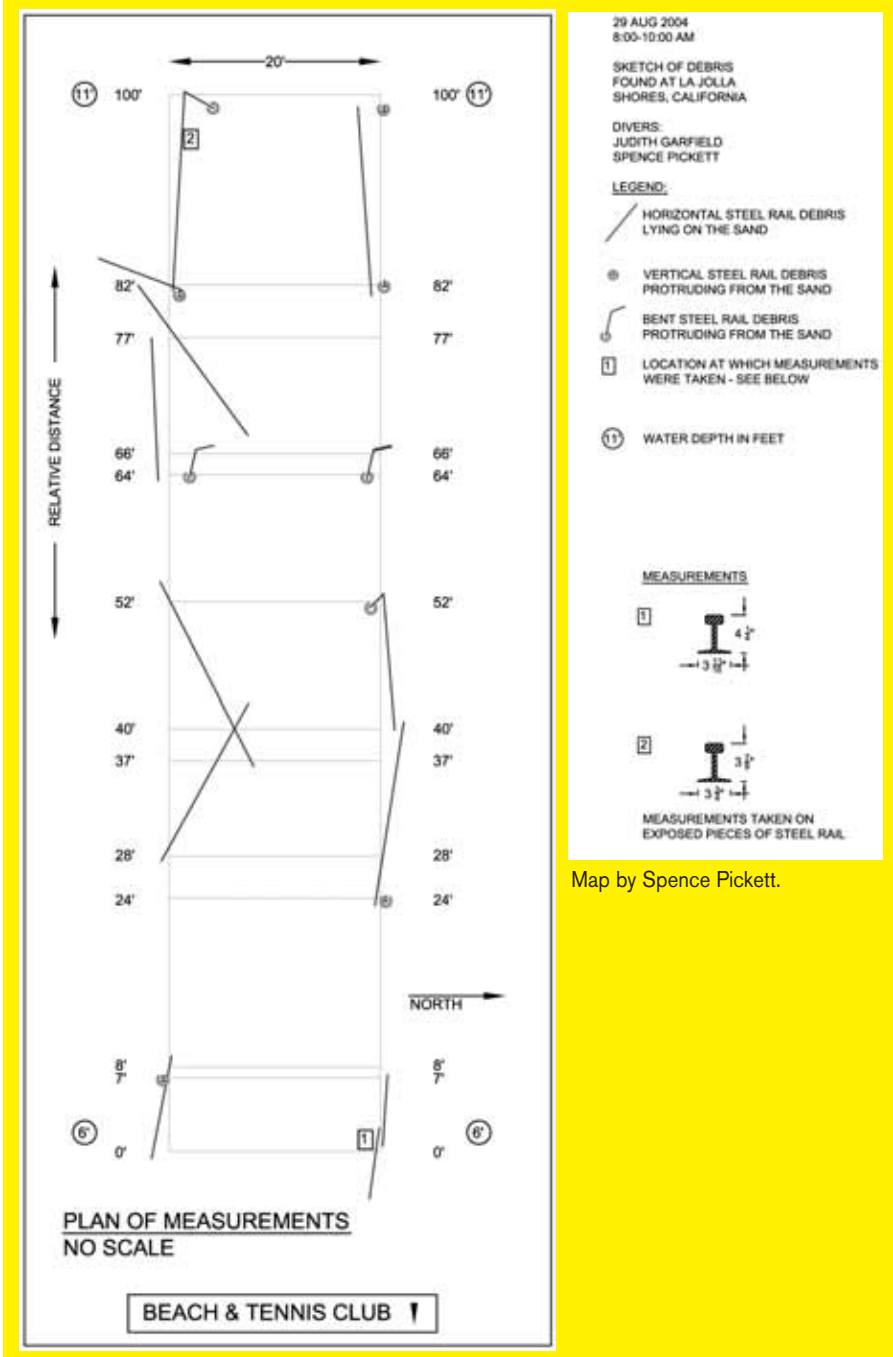 20'
11' 100' 100' 11'
2
82' 82'
77' 77'
RELATIVE DISTANCE
66' 66'
64' 64'
52' 52'
40' 40'
37' 37'
28' 28'
24' 24'
NORTH
8' 8'
7' 7'
6' 1 6'
0' 0'
PLAN OF MEASUREMENTS
NO SCALE
BEACH & TENNIS CLUB
29 AUG 2004
8:00-10:00 AM
SKETCH OF DEBRIS
FOUND AT LA JOLLA
SHORES, CALIFORNIA
DIVERS:
JUDITH GARFIELD
SPENCE PICKETT
LEGEND:
HORIZONTAL STEEL RAIL DEBRIS
LYING ON THE SAND
VERTICAL STEEL RAIL DEBRIS
PROTRUDING FROM THE SAND
BENT STEEL RAIL DEBRIS
PROTRUDING FROM THE SAND
1 LOCATION AT WHICH MEASUREMENTS
WERE TAKEN - SEE BELOW
11' WATER DEPTH IN FEET
MEASUREMENTS
1
2
MEASUREMENTS TAKEN ON
EXPOSED PIECES OF STEEL RAIL
Map by Spence Pickett.